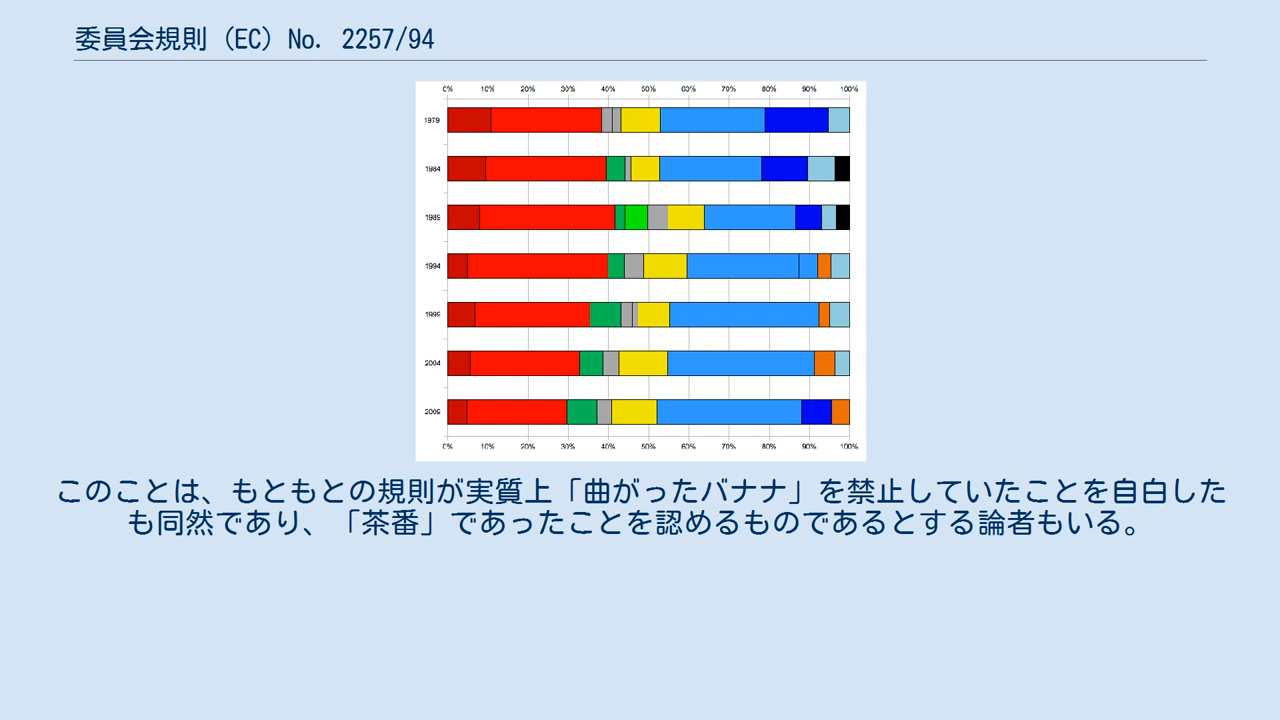 委員会規則（EC）No. 2257/94
0% 10% 20% 30% 40% 50% 60% 70% 80% 90% 100%
1979
1984
1989
1994
1999
2004
2009
0% 10% 20% 30% 40% 50% 60% 70% 80% 90% 100%
このことは、もともとの規則が実質上「曲がったバナナ」を禁止していたことを自白した
も同然であり、「茶番」であったことを認めるものであるとする論者もいる。